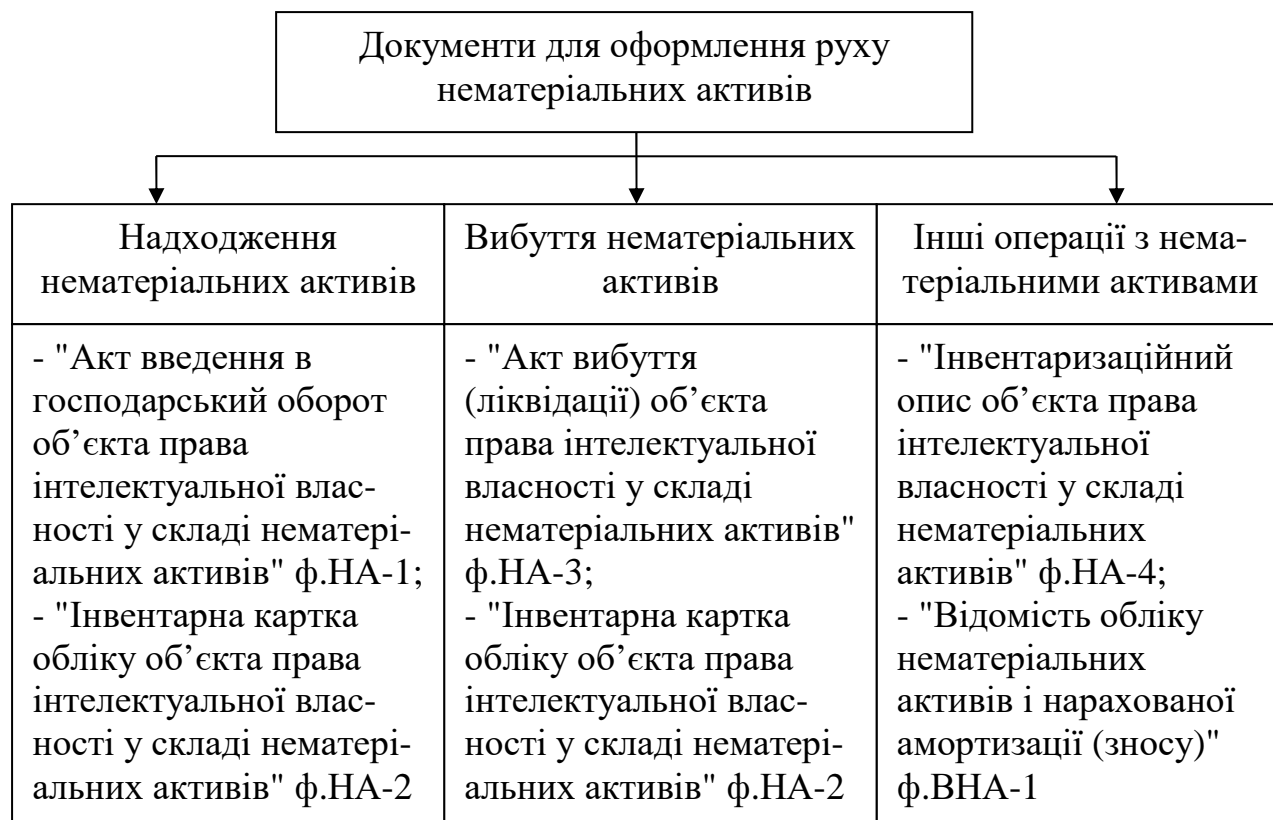 Документи для оформлення руху
нематеріальних активів
Надходження
нематеріальних активів
Вибуття нематеріальних
активів
Інші операції з нема-
теріальними активами
- "Акт введення в
господарський оборот
об’єкта права
інтелектуальної влас-
ності у складі нематері-
альних активів" ф.НА-1;
- "Інвентарна картка
обліку об’єкта права
інтелектуальної влас-
ності у складі нематері-
альних активів" ф.НА-2
- "Акт вибуття
(ліквідації) об’єкта
права інтелектуальної
власності у складі
нематеріальних активів"
ф.НА-3;
- "Інвентарна картка
обліку об’єкта права
інтелектуальної влас-
ності у складі нематері-
альних активів" ф.НА-2
- "Інвентаризаційний
опис об’єкта права
інтелектуальної
власності у складі
нематеріальних
активів" ф.НА-4;
- "Відомість обліку
нематеріальних
активів і нарахованої
амортизації (зносу)"
ф.ВНА-1